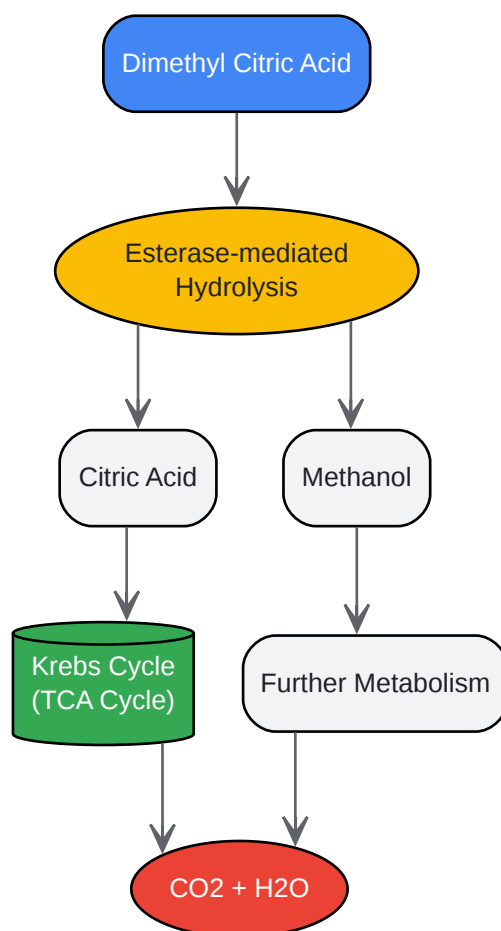 Dimethyl Citric Acid
Esterase-mediated
Hydrolysis
Citric Acid
Methanol
Krebs Cycle
(TCA Cycle)
Further Metabolism
CO2 + H2O